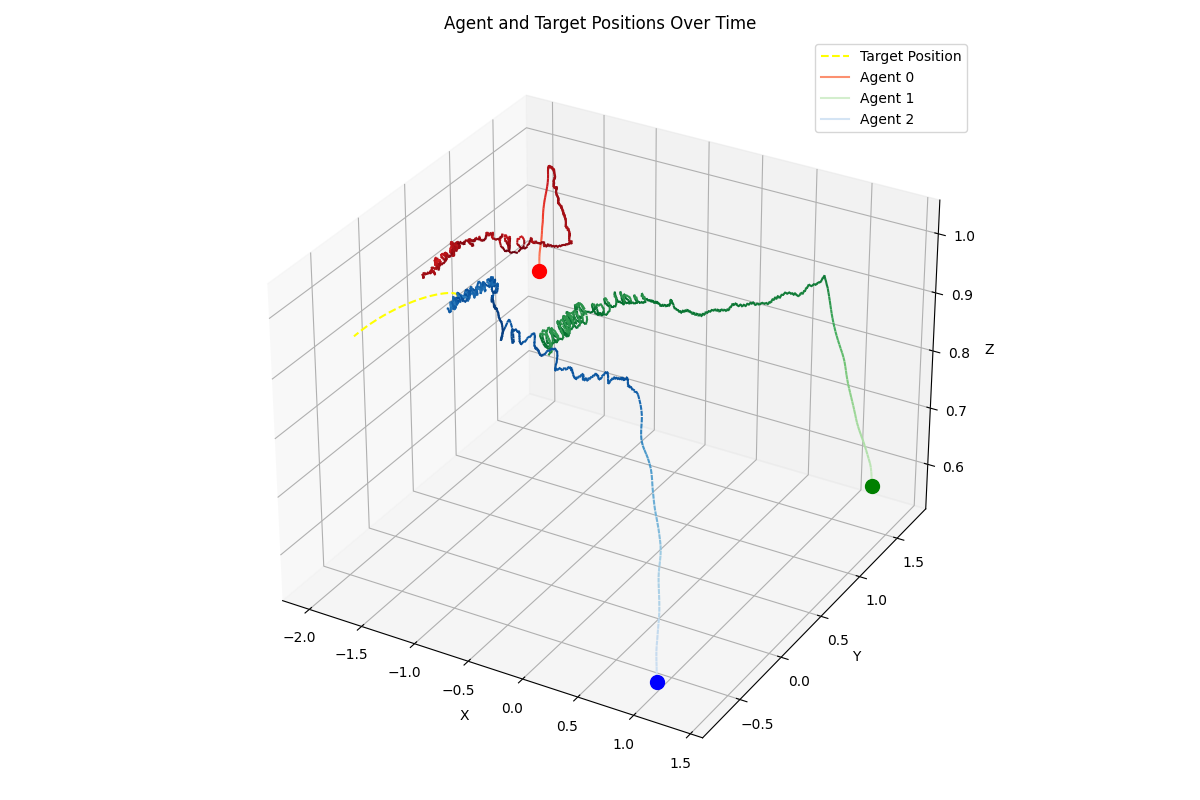 Agent and Target Positions Over Time
Target Position
Agent 0
Agent 1
Agent 2
1.0
0.9
Z
0.8
0.7
0.6
1.5
1.0
0.5
Y
0.0
−0.5
−2.0
−1.5
−1.0
−0.5
X
0.0
0.5
1.0
1.5